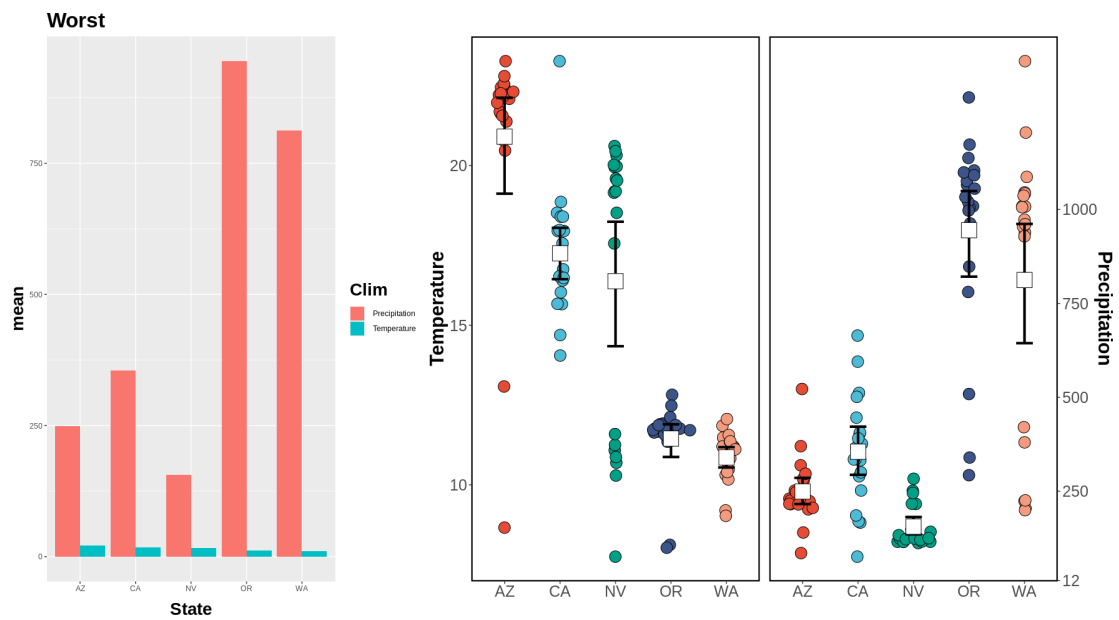 Worst
mean
750
500
250
0
AZ CA NV OR WA
State
Clim
Precipitation
Temperature
Temperature
20
15
10
AZ CA NV OR WA
AZ CA NV OR WA
1000
750
500
250
12
Precipitation